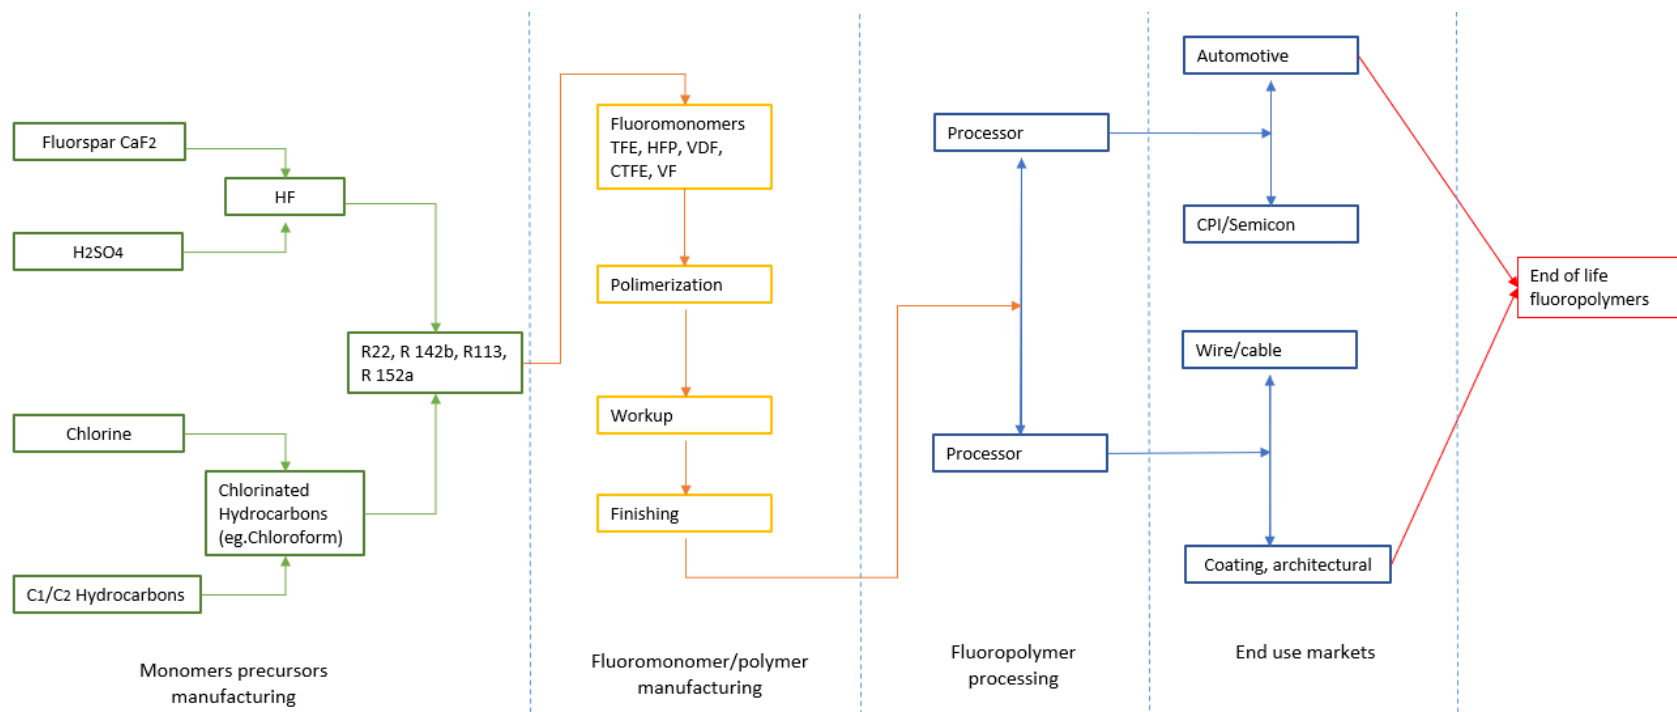 Fluorspar CaF2
H2SO4
HF
Chlorine
Chlorinated
Hydrocarbons
(eg.Chloroform)
C1/C2 Hydrocarbons
R22, R 142b, R113,
R 152a
Monomers precursors
manufacturing
Fluoromonomers
TFE, HFP, VDF,
CTFE, VF
Polimerization
Workup
Finishing
Fluoromonomer/polymer
manufacturing
Processor
Processor
Fluoropolymer
processing
Automotive
CPI/Semicon
Wire/cable
Coating, architectural
End use markets
End of life
fluoropolymers